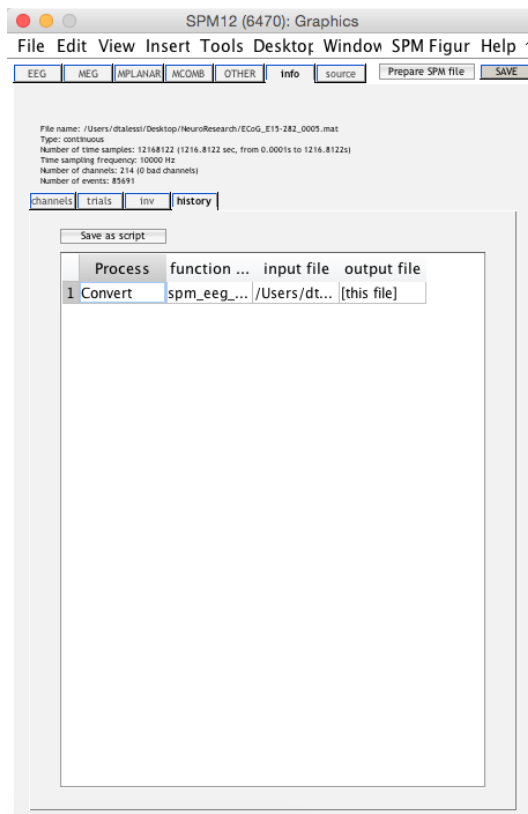 SPM12 (6470): Graphics
File Edit View Insert Tools Desktop Window SPM Figur Help
EEG MEG MPLANAR MCOMB OTHER info source Prepare SPM file SAVE
File name: /Users/dtalessi/Desktop/NeuroResearch/ECoG_E15-282_0005.mat
Type: continuous
Number of time samples: 12168122 (1216.8122 sec, from 0.0001s to 1216.8122s)
Time sampling frequency: 10000 Hz
Number of channels: 214 (0 bad channels)
Number of events: 85691
channels trials inv history
Save as script
Process function ... input file output file
1 Convert spm_eeg_... /Users/dt... [this file]